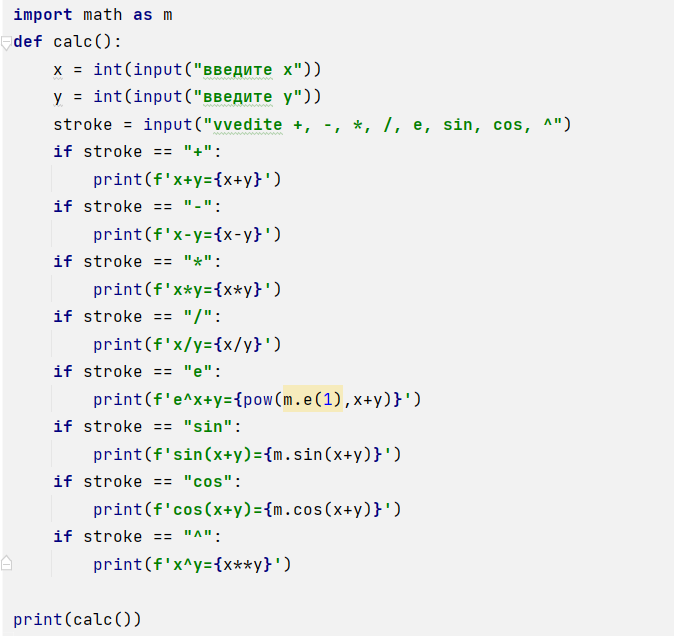 import math as m
def calc():
    x = int(input("введите x"))
    y = int(input("введите y"))
    stroke = input("vvedite +, -, *, /, e, sin, cos, ^")
    if stroke == "+":
        print(f'x+y={x+y}')
    if stroke == "-":
        print(f'x-y={x-y}')
    if stroke == "*":
        print(f'x*y={x*y}')
    if stroke == "/":
        print(f'x/y={x/y}')
    if stroke == "e":
        print(f'e^x+y={pow(m.e(1),x+y)}')
    if stroke == "sin":
        print(f'sin(x+y)={m.sin(x+y)}')
    if stroke == "cos":
        print(f'cos(x+y)={m.cos(x+y)}')
    if stroke == "^":
        print(f'x^y={x**y}')

print(calc())